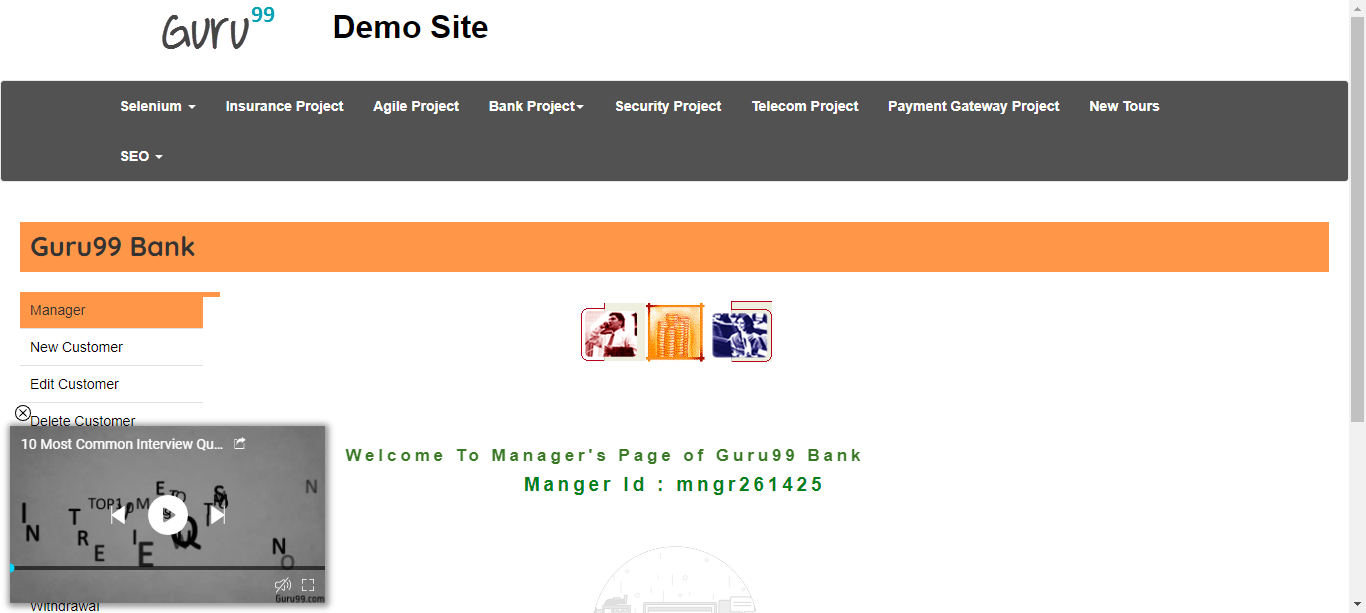 Guru99
Demo Site
Selenium
Insurance Project
Agile Project
Bank Project
Security Project
Telecom Project
Payment Gateway Project
New Tours
SEO
Guru99 Bank
Manager
New Customer
Edit Customer
Delete Customer
10 Most Common Interview Qu...
TOP10
Guru99.com
Withdrawal
Welcome To Manager's Page of Guru99 Bank
Manger Id : mngr261425